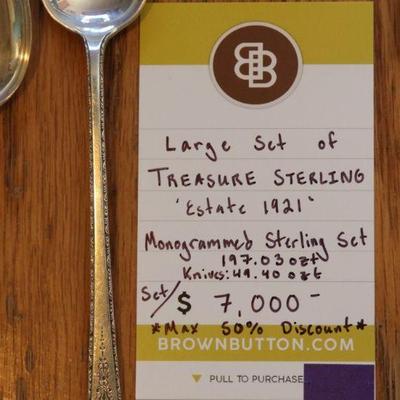 BB
Large Set of
TREASURE STERLING
"Estate 1921"
Monogrammed Sterling Set
197.03 ozt
Knives: 49.40 ozt
Set/ $ 7,000-
*Max 50% Discount*
BROWNBUTTON.COM
▼ PULL TO PURCHASE